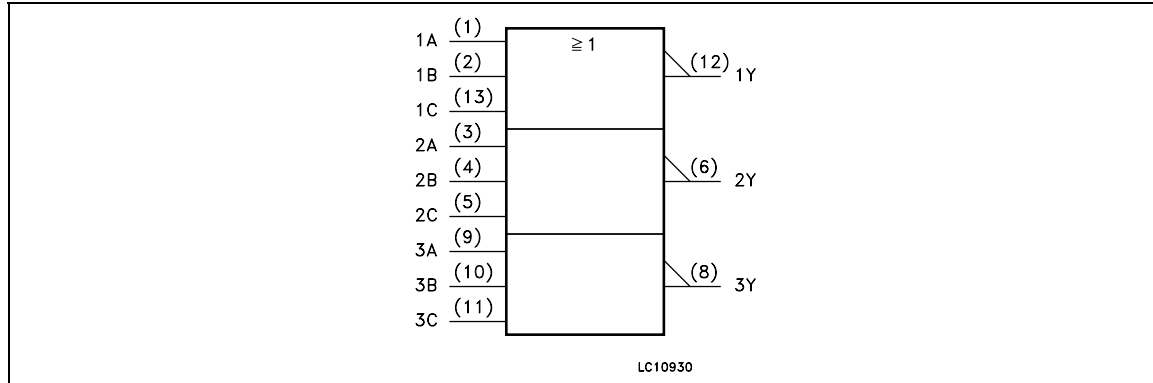 1A (1) ≧ 1
1B (2) (12) 1Y
1C (13)
2A (3)
2B (4) (6) 2Y
2C (5)
3A (9)
3B (10) (8) 3Y
3C (11)
LC10930